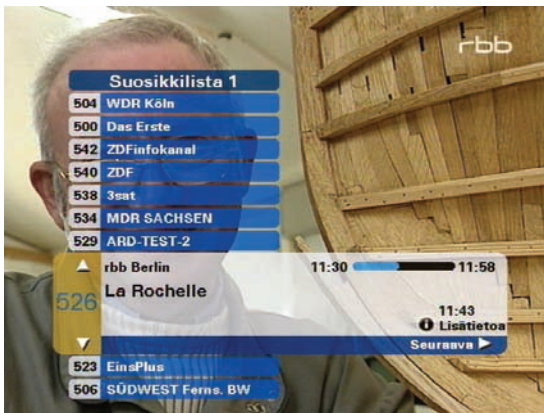 rbb
Suosikkilista 1
504 WDR Köln
500 Das Erste
542 ZDFinfokanal
540 ZDF
538 3sat
534 MDR SACHSEN
529 ARD-TEST-2
rbb Berlin 11:30 11:58
526 La Rochelle
11:43
i Lisätietoa
Seuraava
523 EinsPlus
506 SÜDWEST Ferns. BW